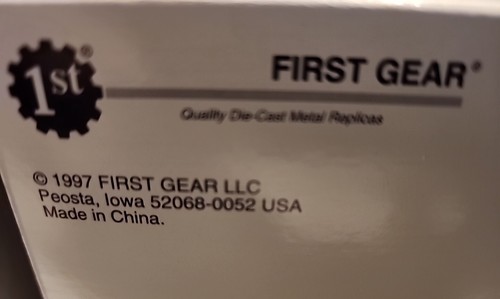 1st®
FIRST GEAR®
Quality Die-Cast Metal Replicas
© 1997 FIRST GEAR LLC
Peosta, Iowa 52068-0052 USA
Made in China.